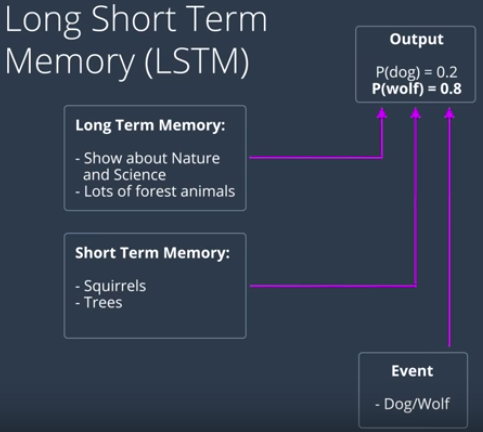 Long Short Term
Memory (LSTM)
Output
P(dog) = 0.2
P(wolf) = 0.8
Long Term Memory:
- Show about Nature
and Science
- Lots of forest animals
Short Term Memory:
- Squirrels
- Trees
Event
- Dog/Wolf